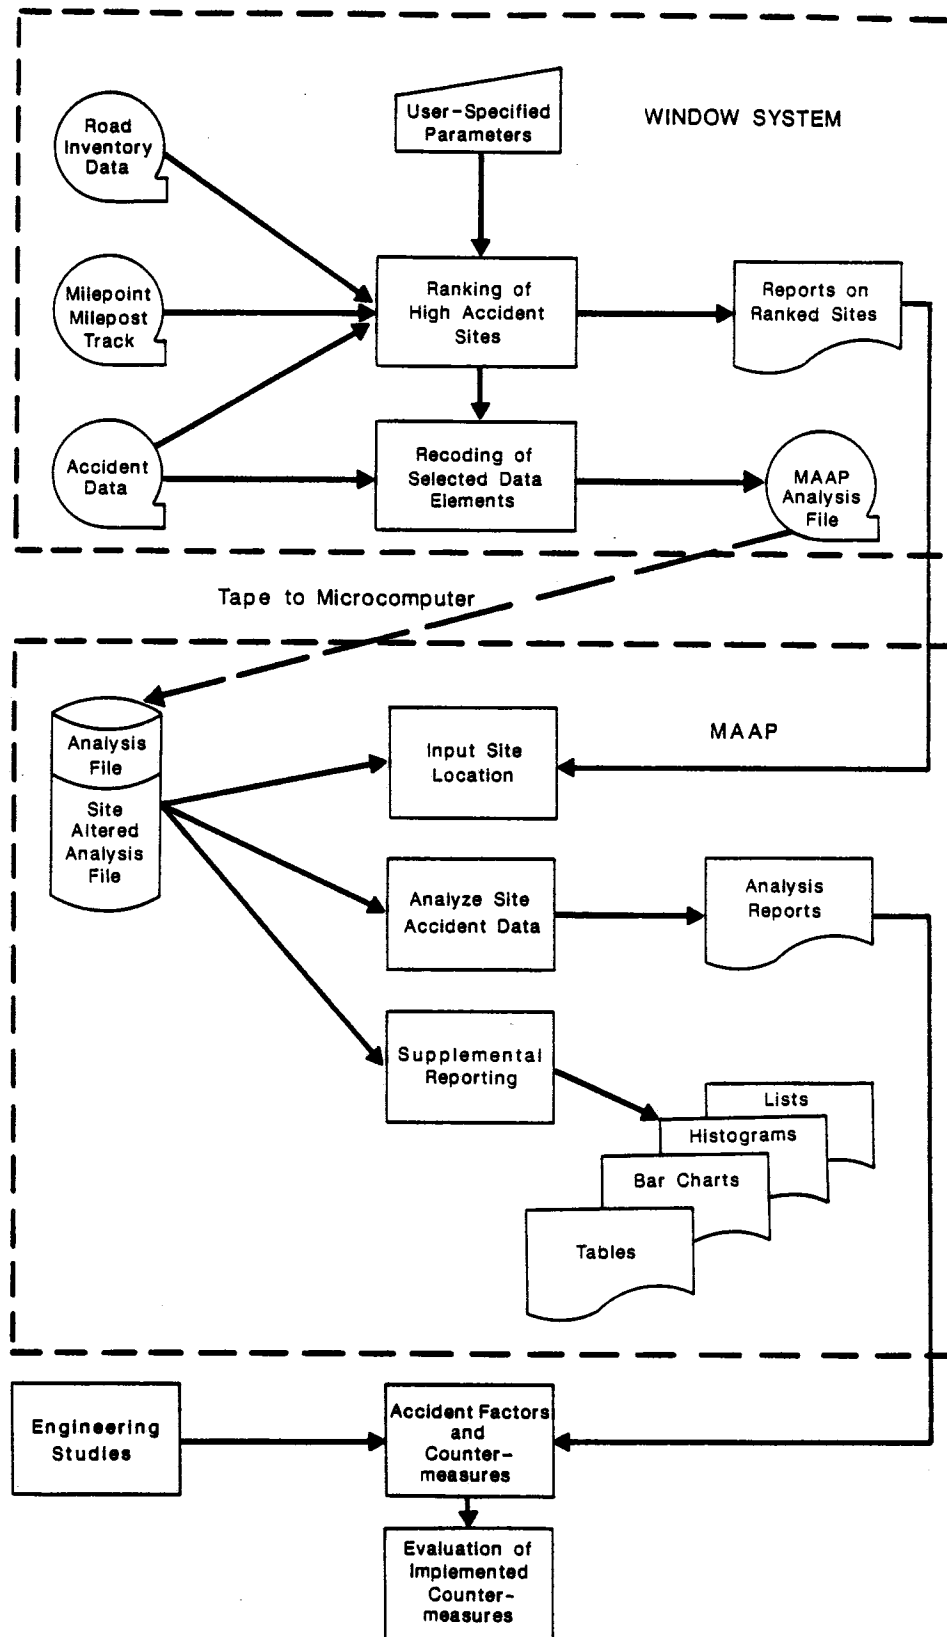 Road
Inventory
Data
User-Specified
Parameters
WINDOW SYSTEM
Milepoint
Milepost
Track
Ranking of
High Accident
Sites
Reports on
Ranked Sites
Accident
Data
Recoding of
Selected Data
Elements
MAAP
Analysis
File
Tape to Microcomputer
Analysis
File
Site
Altered
Analysis
File
Input Site
Location
MAAP
Analyze Site
Accident Data
Analysis
Reports
Supplemental
Reporting
Lists
Histograms
Bar Charts
Tables
Engineering
Studies
Accident Factors
and
Counter-
measures
Evaluation of
Implemented
Counter-
measures